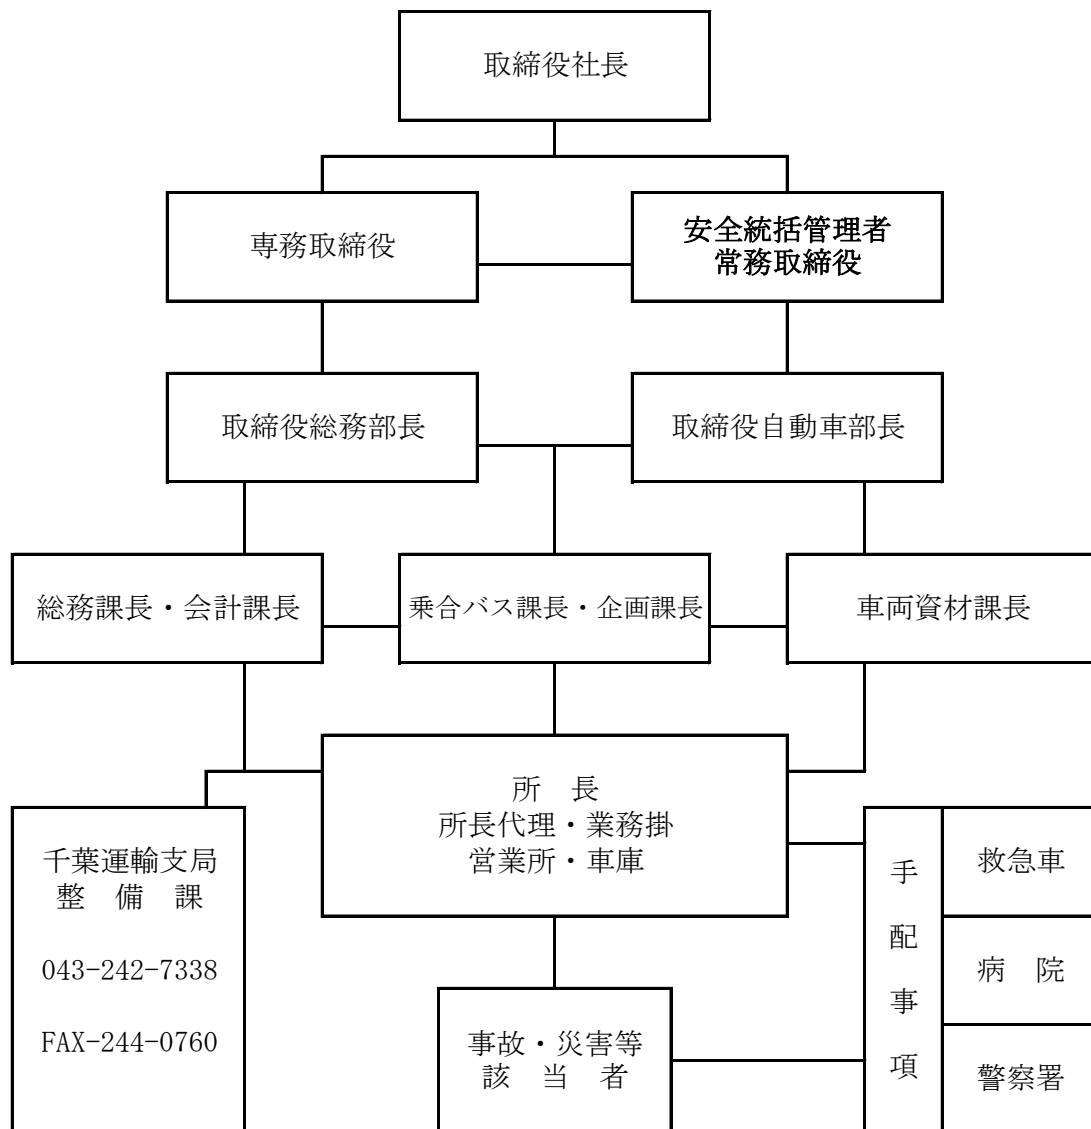 取締役社長
専務取締役
安全統括管理者
常務取締役
取締役総務部長
取締役自動車部長
総務課長・会計課長
乗合バス課長・企画課長
車両資材課長
所　長
所長代理・業務掛
営業所・車庫
千葉運輸支局
整　備　課
043-242-7338
FAX-244-0760
手配事項
救急車
病　院
警察署
事故・災害等
該　当　者